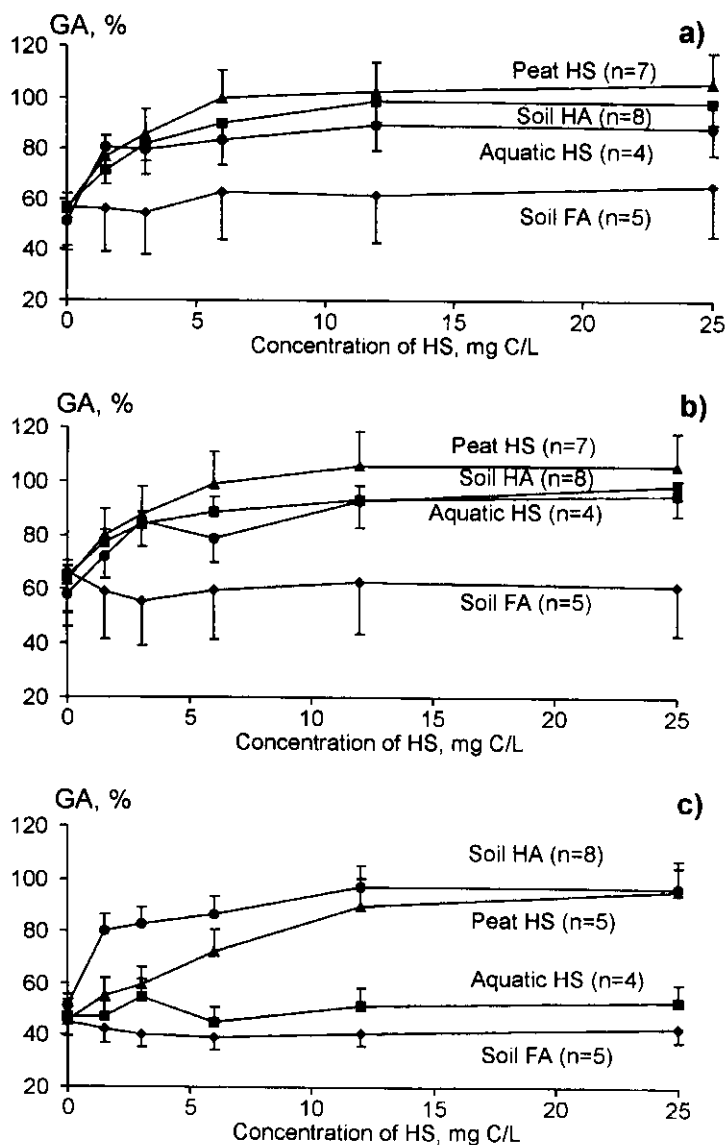 GA, %
a)
120
100
80
60
40
20
Peat HS (n=7)
Soil HA (n=8)
Aquatic HS (n=4)
Soil FA (n=5)
0 5 10 15 20 25
Concentration of HS, mg C/L
GA, %
b)
120
100
80
60
40
20
Peat HS (n=7)
Soil HA (n=8)
Aquatic HS (n=4)
Soil FA (n=5)
0 5 10 15 20 25
Concentration of HS, mg C/L
GA, %
c)
120
100
80
60
40
20
Soil HA (n=8)
Peat HS (n=5)
Aquatic HS (n=4)
Soil FA (n=5)
0 5 10 15 20 25
Concentration of HS, mg C/L